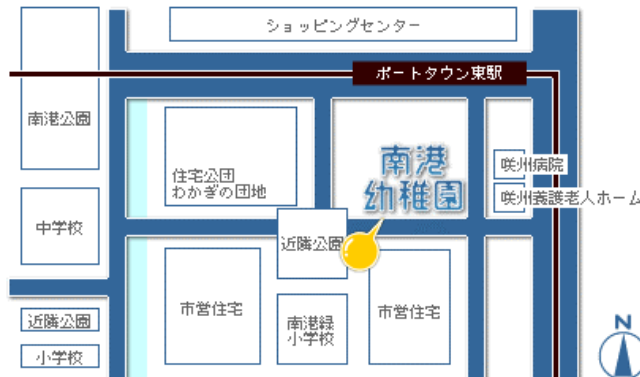 ショッピングセンター
ポートタウン東駅
南港公園
住宅公団
わかぎの団地
南港
幼稚園
咲州病院
咲州養護老人ホーム
中学校
近隣公園
市営住宅
南港緑
小学校
市営住宅
近隣公園
小学校
N